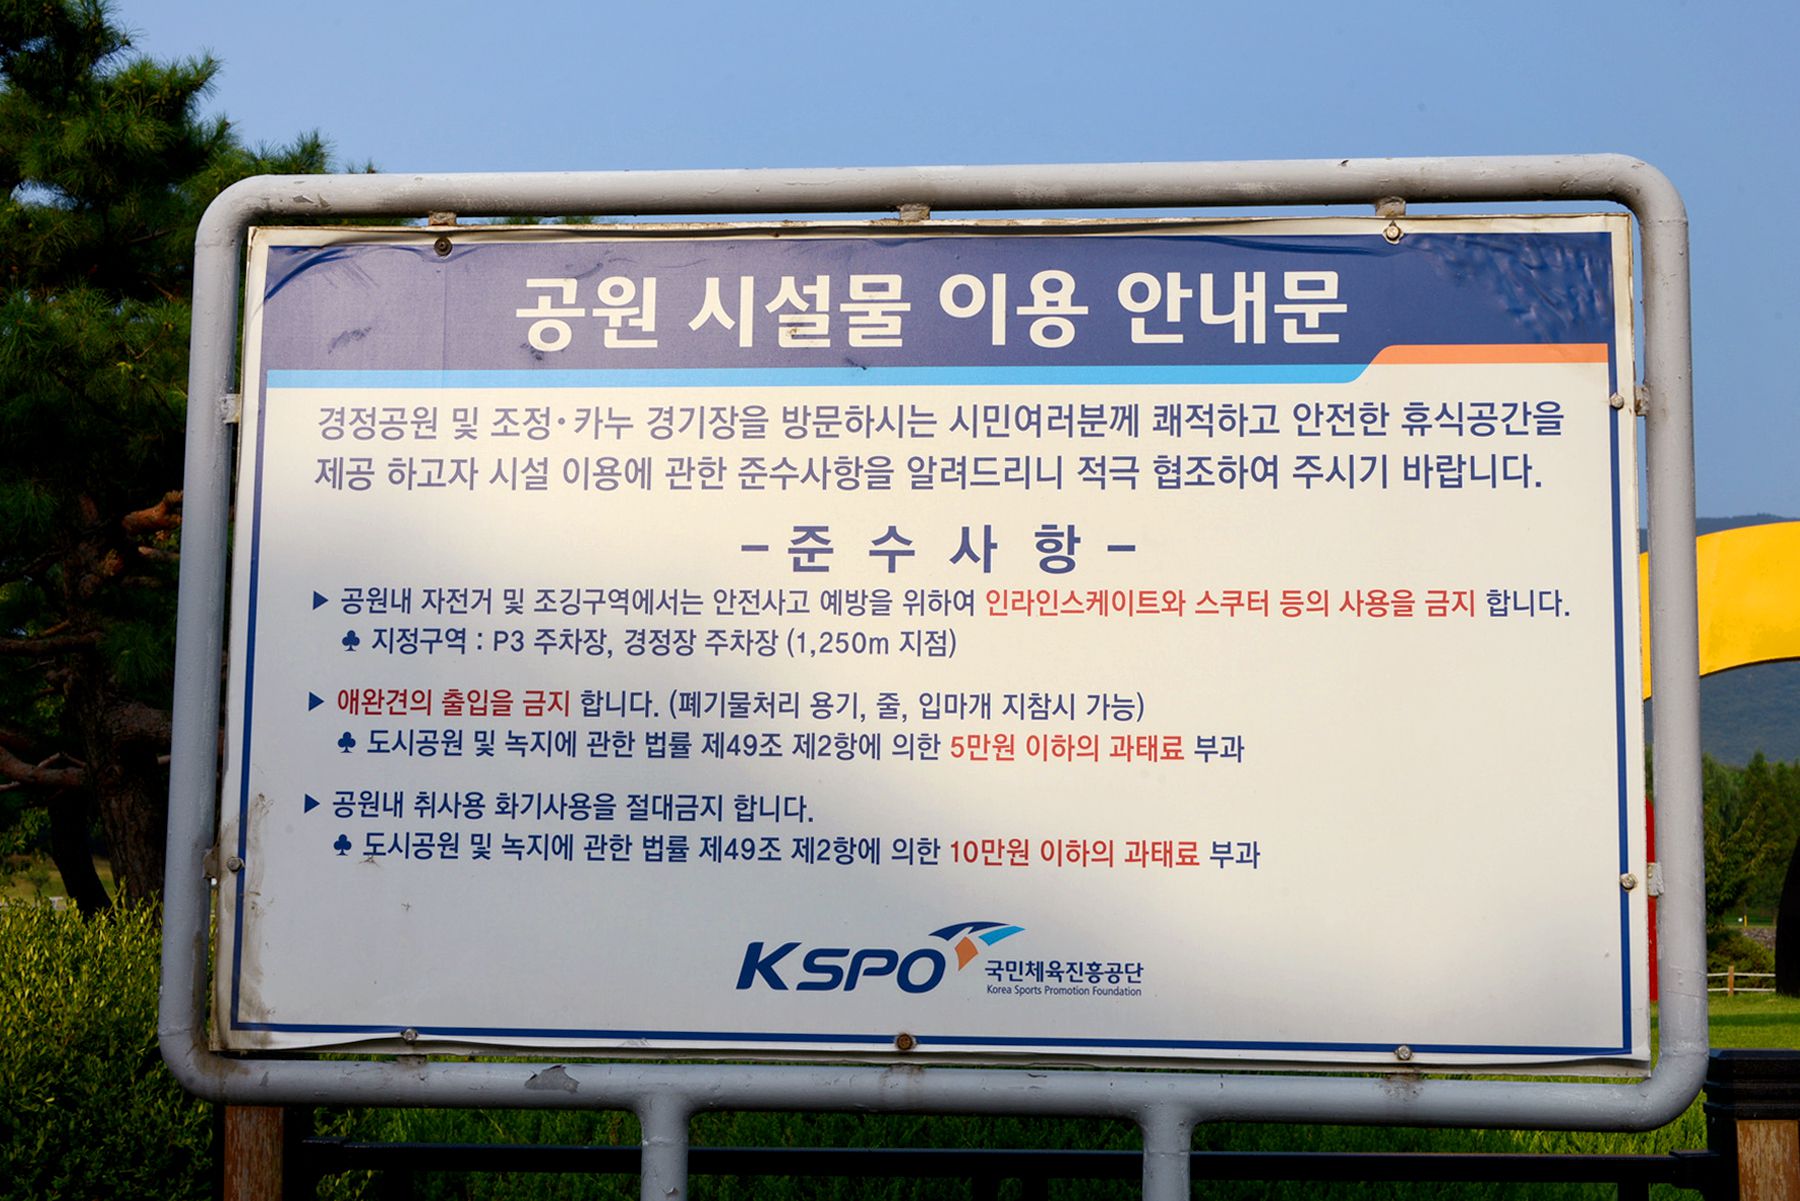 공원 시설물 이용 안내문
경정공원 및 조정·카누 경기장을 방문하시는 시민여러분께 쾌적하고 안전한 휴식공간을
제공 하고자 시설 이용에 관한 준수사항을 알려드리니 적극 협조하여 주시기 바랍니다.
- 준 수 사 항 -
▶ 공원내 자전거 및 조깅구역에서는 안전사고 예방을 위하여 인라인스케이트와 스쿠터 등의 사용을 금지 합니다.
♣ 지정구역 : P3 주차장, 경정장 주차장 (1,250m 지점)
▶ 애완견의 출입을 금지 합니다. (폐기물처리 용기, 줄, 입마개 지참시 가능)
♣ 도시공원 및 녹지에 관한 법률 제49조 제2항에 의한 5만원 이하의 과태료 부과
▶ 공원내 취사용 화기사용을 절대금지 합니다.
♣ 도시공원 및 녹지에 관한 법률 제49조 제2항에 의한 10만원 이하의 과태료 부과
KSPO 국민체육진흥공단
Korea Sports Promotion Foundation